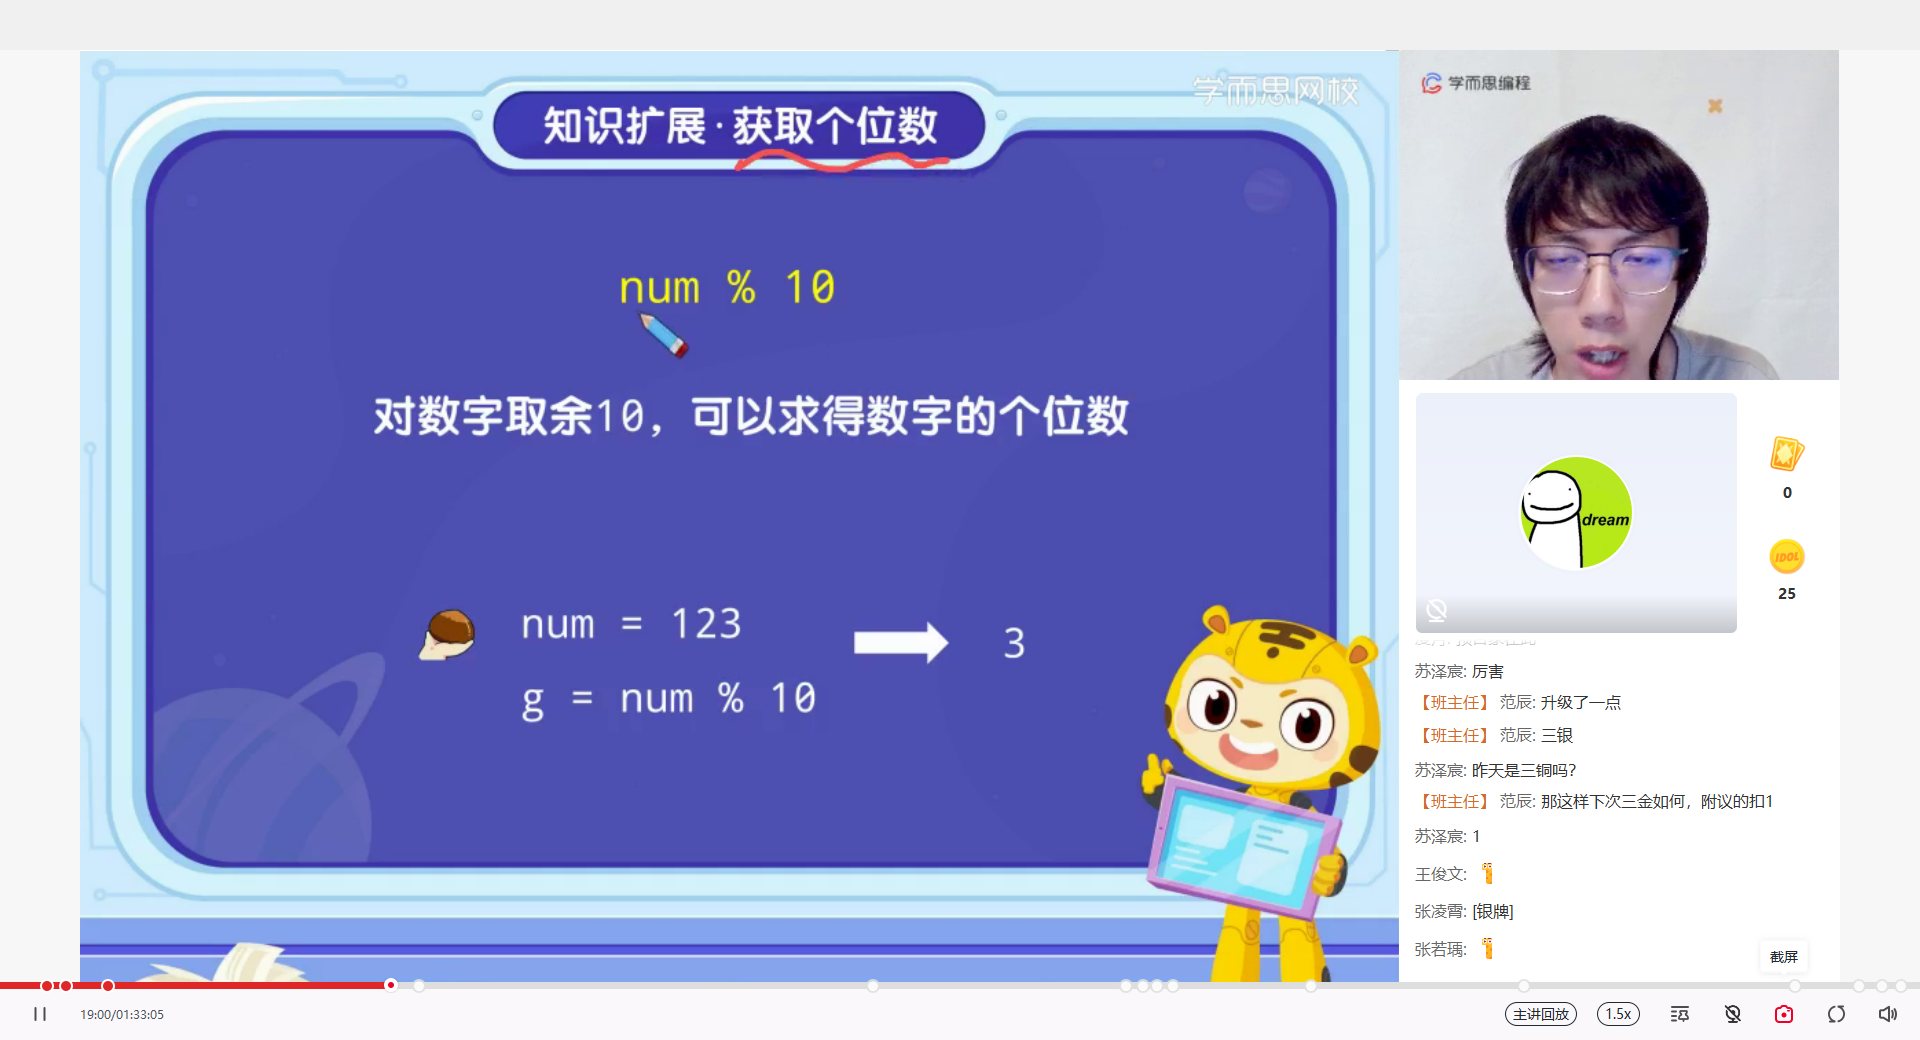 学而思网校
知识扩展·获取个位数
num % 10
对数字取余10，可以求得数字的个位数
num = 123
g = num % 10
3
学而思编程
dream
0
IDOL
25
苏泽宸: 厉害
【班主任】 范辰: 升级了一点
【班主任】 范辰: 三银
苏泽宸: 昨天是三铜吗?
【班主任】 范辰: 那这样下次三金如何，附议的扣1
苏泽宸: 1
王俊文:
张凌霄: [银牌]
张若瑀:
截屏
19:00/01:33:05
主讲回放
1.5x